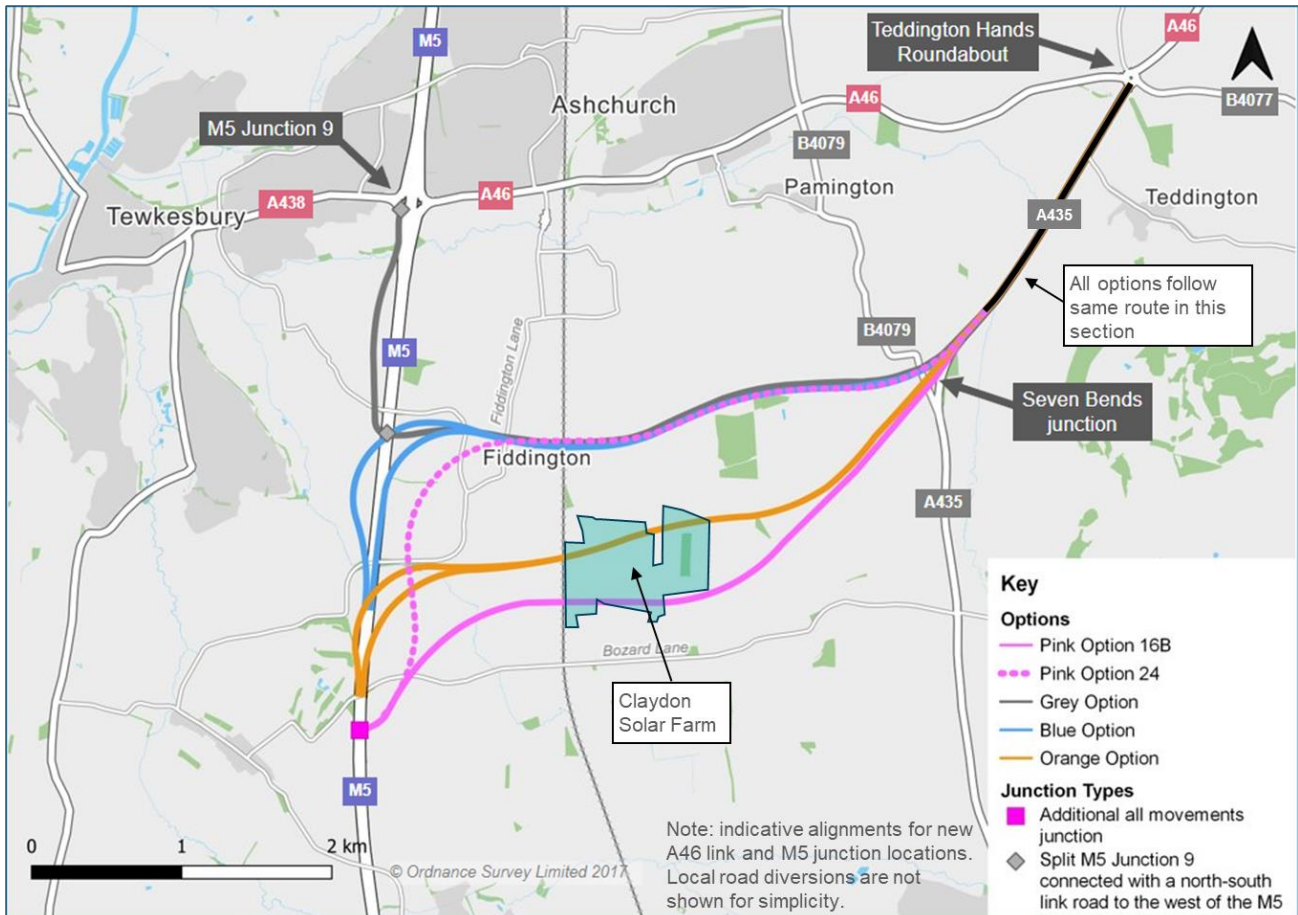 M5
Teddington Hands
Roundabout
A46
Ashchurch
A46
B4077
M5 Junction 9
B4079
Pamington
A438
A46
Tewkesbury
Teddington
A435
All options follow
same route in this
section
M5
Fiddington Lane
B4079
Seven Bends
junction
Fiddington
A435
Bozard Lane
Claydon
Solar Farm
M5
0 1 2 km
© Ordnance Survey Limited 2017
Note: indicative alignments for new
A46 link and M5 junction locations.
Local road diversions are not
shown for simplicity.
Key
Options
Pink Option 16B
Pink Option 24
Grey Option
Blue Option
Orange Option
Junction Types
Additional all movements
junction
Split M5 Junction 9
connected with a north-south
link road to the west of the M5